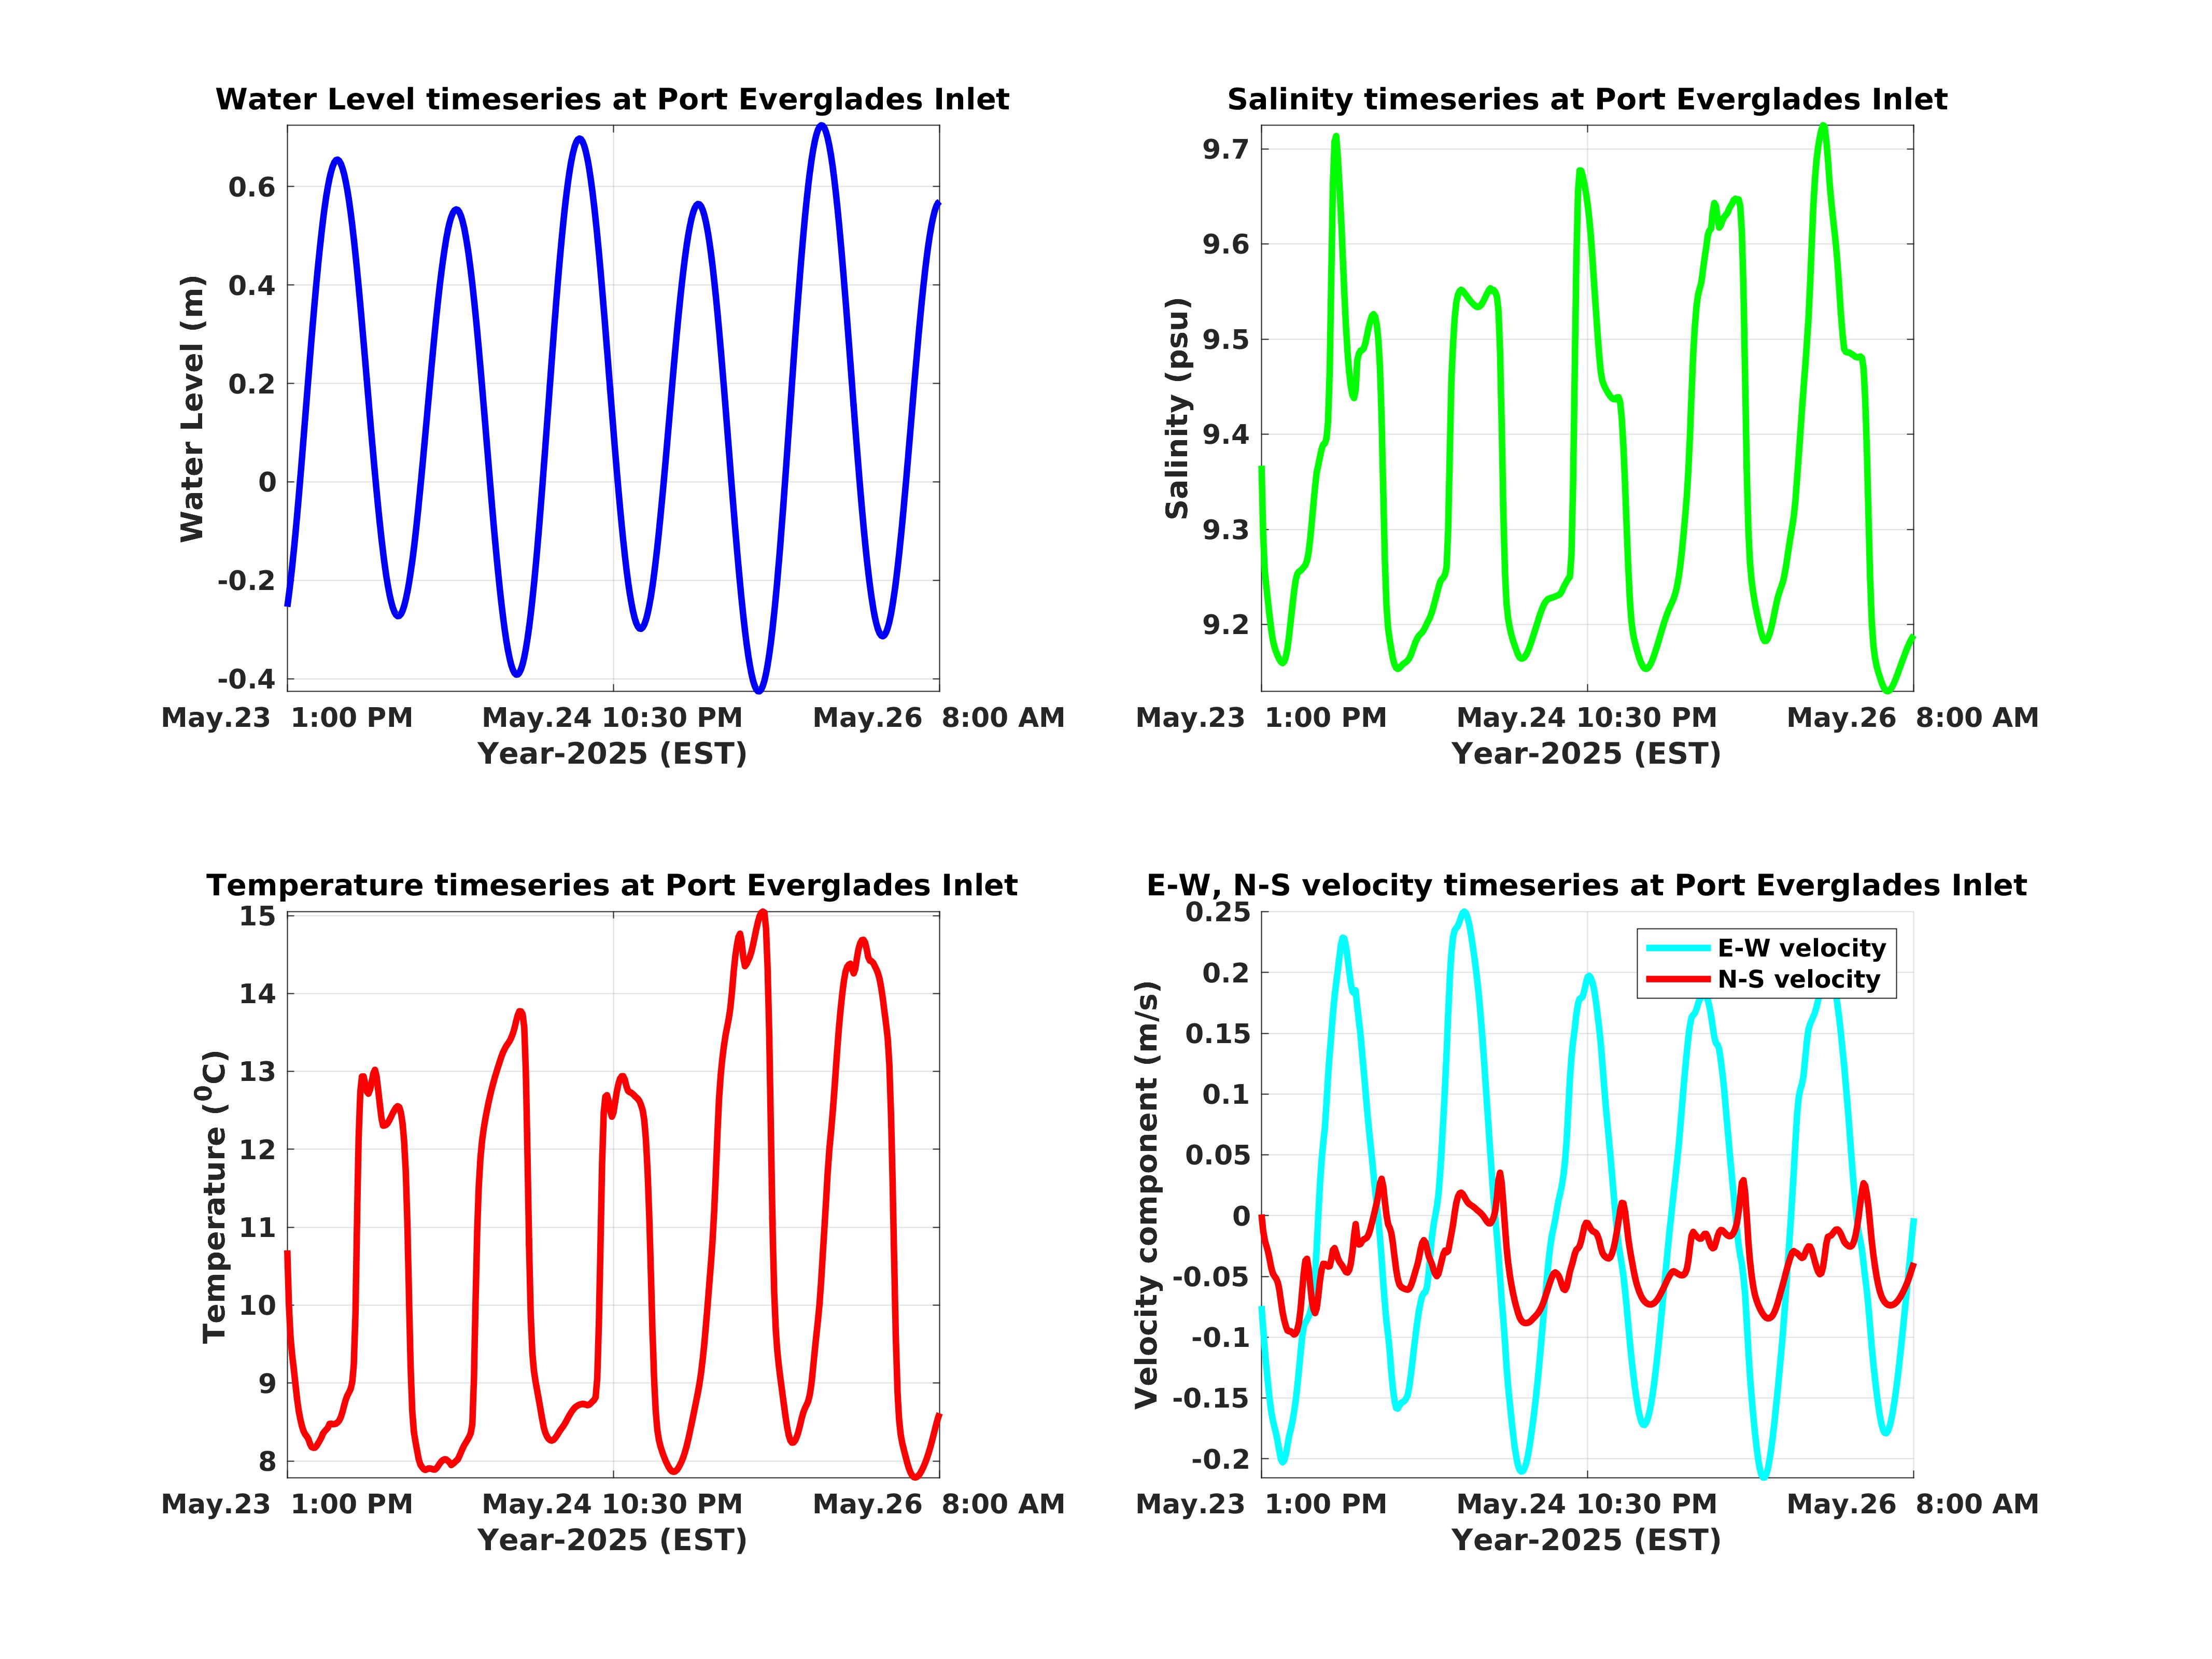 Water Level timeseries at Port Everglades Inlet
Water Level (m)
0.6
0.4
0.2
0
-0.2
-0.4
May.23 1:00 PM May.24 10:30 PM May.26 8:00 AM
Year-2025 (EST)
Salinity timeseries at Port Everglades Inlet
Salinity (psu)
9.7
9.6
9.5
9.4
9.3
9.2
May.23 1:00 PM May.24 10:30 PM May.26 8:00 AM
Year-2025 (EST)
Temperature timeseries at Port Everglades Inlet
Temperature (⁰C)
15
14
13
12
11
10
9
8
May.23 1:00 PM May.24 10:30 PM May.26 8:00 AM
Year-2025 (EST)
E-W, N-S velocity timeseries at Port Everglades Inlet
Velocity component (m/s)
0.25
0.2
0.15
0.1
0.05
0
-0.05
-0.1
-0.15
-0.2
E-W velocity
N-S velocity
May.23 1:00 PM May.24 10:30 PM May.26 8:00 AM
Year-2025 (EST)